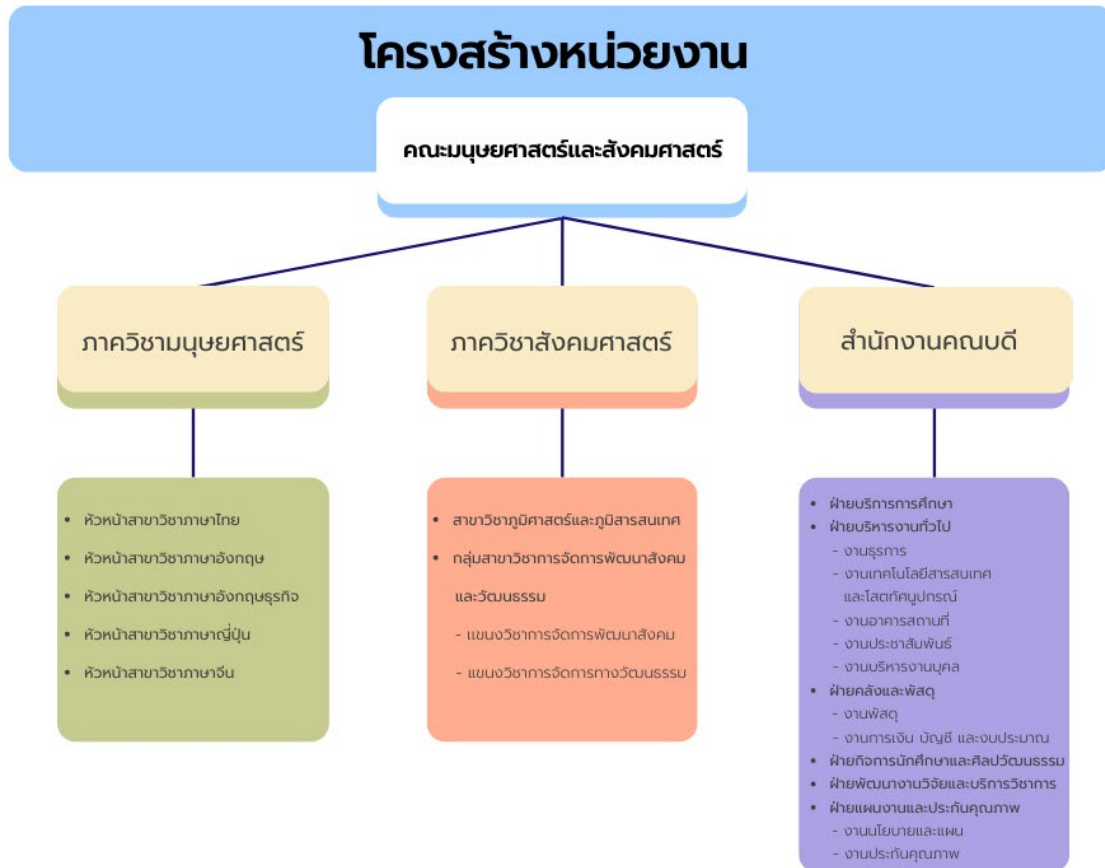 โครงสร้างหน่วยงาน
คณะมนุษยศาสตร์และสังคมศาสตร์
ภาควิชามนุษยศาสตร์
• หัวหน้าสาขาวิชาภาษาไทย
• หัวหน้าสาขาวิชาภาษาอังกฤษ
• หัวหน้าสาขาวิชาภาษาอังกฤษธุรกิจ
• หัวหน้าสาขาวิชาภาษาญี่ปุ่น
• หัวหน้าสาขาวิชาภาษาจีน
ภาควิชาสังคมศาสตร์
• สาขาวิชาภูมิศาสตร์และภูมิสารสนเทศ
• กลุ่มสาขาวิชาการจัดการพัฒนาสังคม
และวัฒนธรรม
- แขนงวิชาการจัดการพัฒนาสังคม
- แขนงวิชาการจัดการทางวัฒนธรรม
สำนักงานคณบดี
• ฝ่ายบริการการศึกษา
• ฝ่ายบริหารงานทั่วไป
- งานธุรการ
- งานเทคโนโลยีสารสนเทศ
และโสตทัศนูปกรณ์
- งานอาคารสถานที่
- งานประชาสัมพันธ์
- งานบริหารงานบุคล
• ฝ่ายคลังและพัสดุ
- งานพัสดุ
- งานการเงิน บัญชี และงบประมาณ
• ฝ่ายกิจการนักศึกษาและศิลปวัฒนธรรม
• ฝ่ายพัฒนางานวิจัยและบริการวิชาการ
• ฝ่ายแผนงานและประกันคุณภาพ
- งานนโยบายและแผน
- งานประกันคุณภาพ